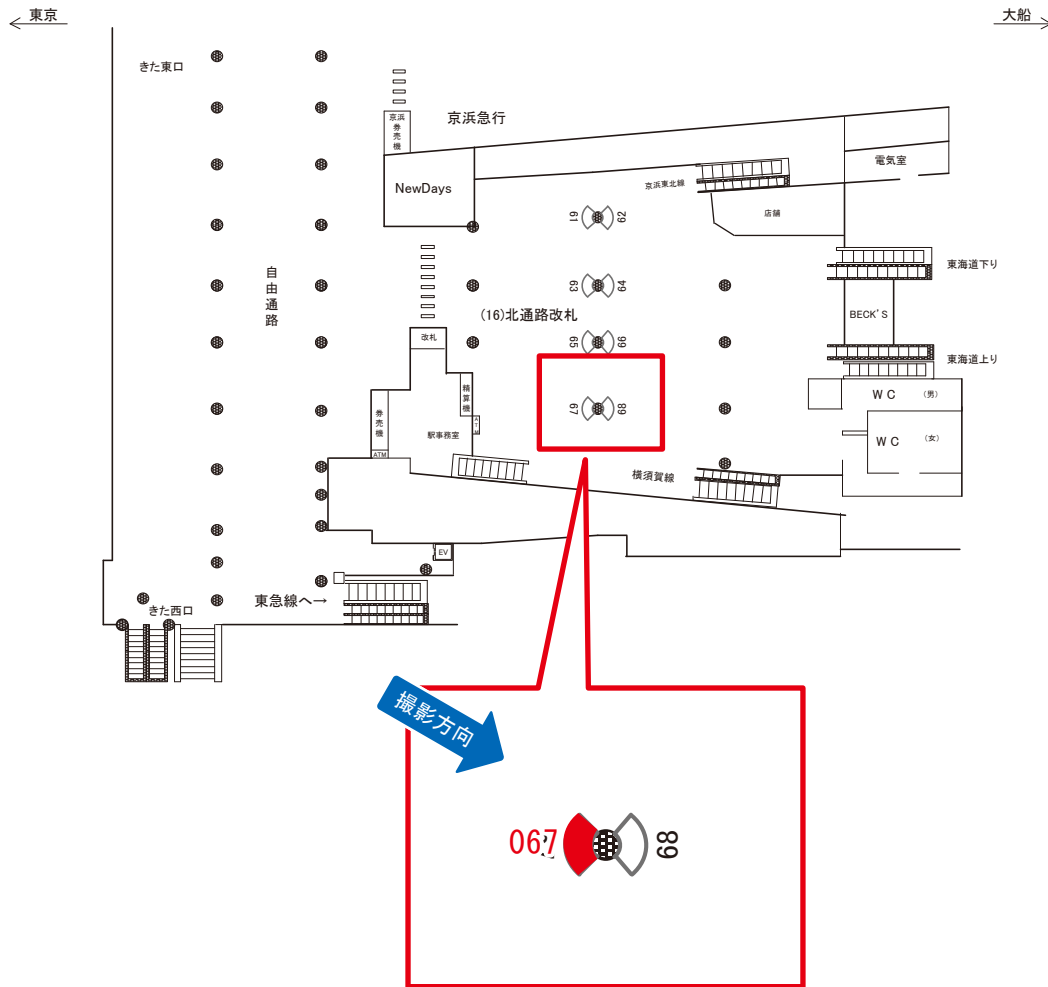 東京
大船
きた東口
京浜
券売機
京浜急行
NewDays
電気室
京浜東北線
店舗
61
62
自由通路
東海道下り
63
64
(16)北通路改札
BECK'S
改札
65
66
東海道上り
精算機
ATM
券売機
67
68
WC (男)
駅事務室
WC (女)
ATM
横須賀線
EV
東急線へ→
きた西口
撮影方向
067
68